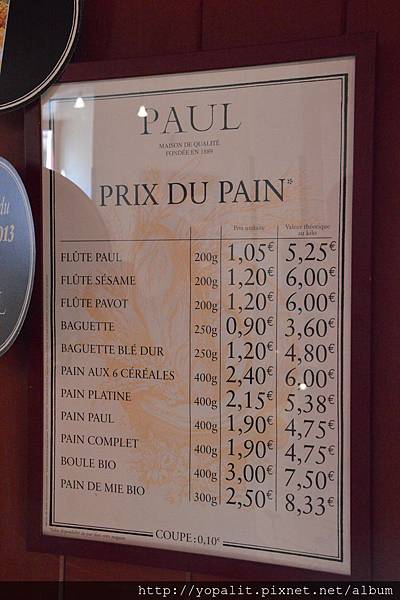 du
2013
L
PAUL
MAISON DE QUALITÉ
FONDÉE EN 1889
PRIX DU PAIN*
Prix unitaire Valeur théorique
au kilo
FLÛTE PAUL 200g 1,05€ 5,25€
FLÛTE SÉSAME 200g 1,20€ 6,00€
FLÛTE PAVOT 200g 1,20€ 6,00€
BAGUETTE 250g 0,90€ 3,60€
BAGUETTE BLÉ DUR 250g 1,20€ 4,80€
PAIN AUX 6 CÉRÉALES 400g 2,40€ 6,00€
PAIN PLATINE 400g 2,15€ 5,38€
PAIN PAUL 400g 1,90€ 4,75€
PAIN COMPLET 400g 1,90€ 4,75€
BOULE BIO 400g 3,00€ 7,50€
PAIN DE MIE BIO 300g 2,50€ 8,33€
COUPE : 0,10€
http://yopalit.pixnet.net/album